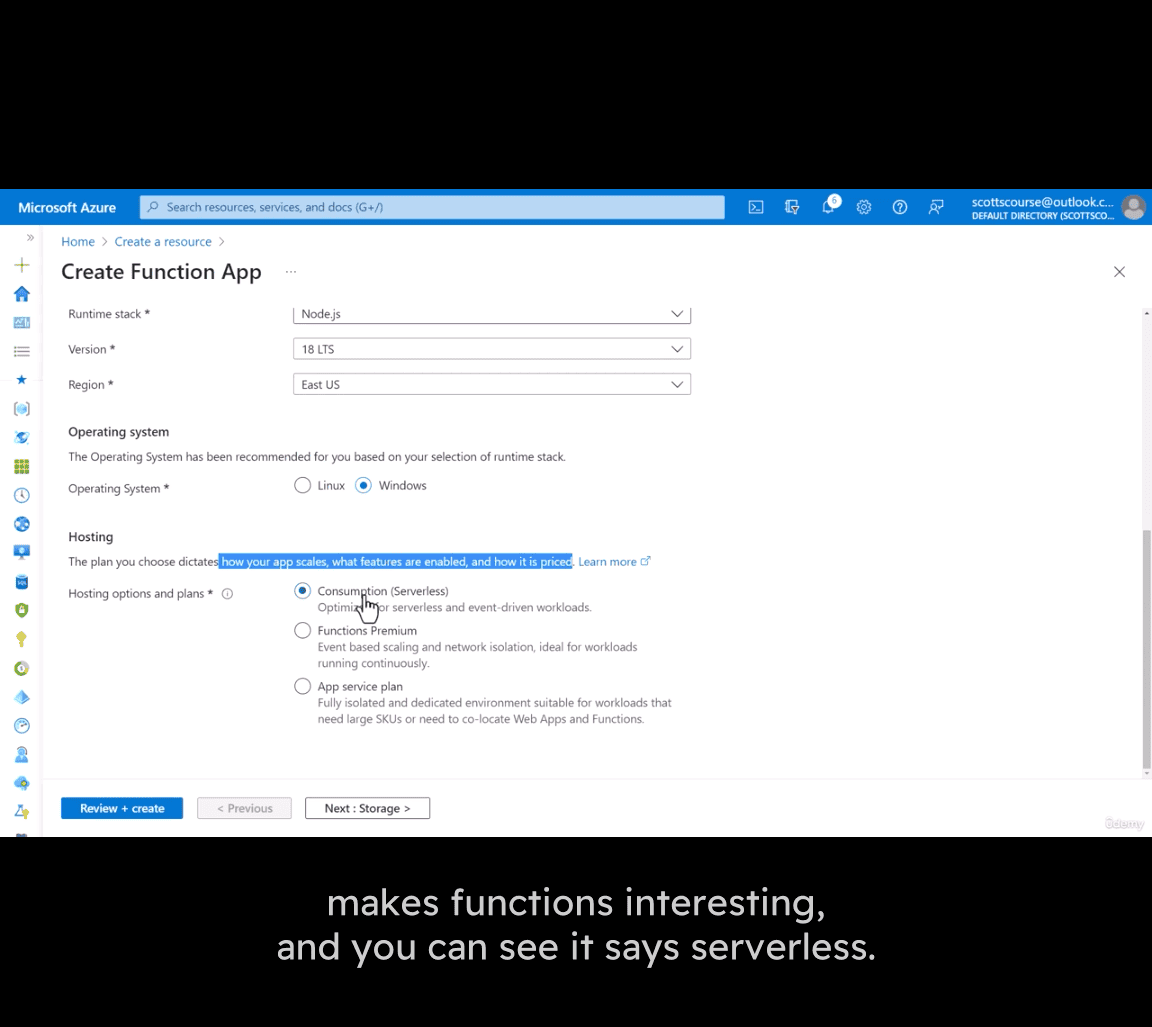 Microsoft Azure
Search resources, services, and docs (G+/)
6
scottscourse@outlook.c...
DEFAULT DIRECTORY (SCOTTSCO...
Home > Create a resource >
Create Function App ...
Runtime stack * Node.js
Version * 18 LTS
Region * East US
Operating system
The Operating System has been recommended for you based on your selection of runtime stack.
Operating System * Linux Windows
Hosting
The plan you choose dictates how your app scales, what features are enabled, and how it is priced. Learn more
Hosting options and plans * Consumption (Serverless)
Optimiz or serverless and event-driven workloads.
Functions Premium
Event based scaling and network isolation, ideal for workloads
running continuously.
App service plan
Fully isolated and dedicated environment suitable for workloads that
need large SKUs or need to co-locate Web Apps and Functions.
Review + create < Previous Next : Storage >
ûdemy
makes functions interesting,
and you can see it says serverless.